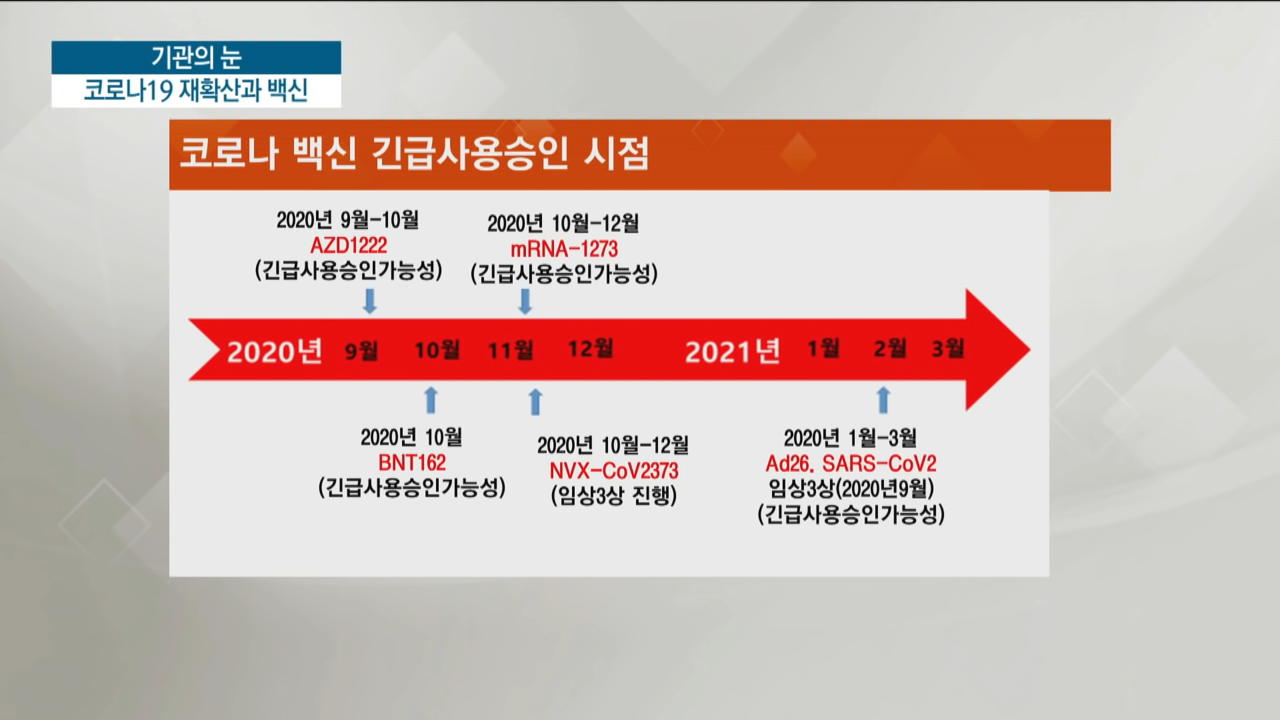 기관의 눈
코로나19 재확산과 백신
코로나 백신 긴급사용승인 시점
2020년 9월-10월
AZD1222
(긴급사용승인가능성)
2020년 10월-12월
mRNA-1273
(긴급사용승인가능성)
2020년 9월 10월 11월 12월 2021년 1월 2월 3월
2020년 10월
BNT162
(긴급사용승인가능성)
2020년 10월-12월
NVX-CoV2373
(임상3상 진행)
2020년 1월-3월
Ad26. SARS-CoV2
임상3상(2020년9월)
(긴급사용승인가능성)